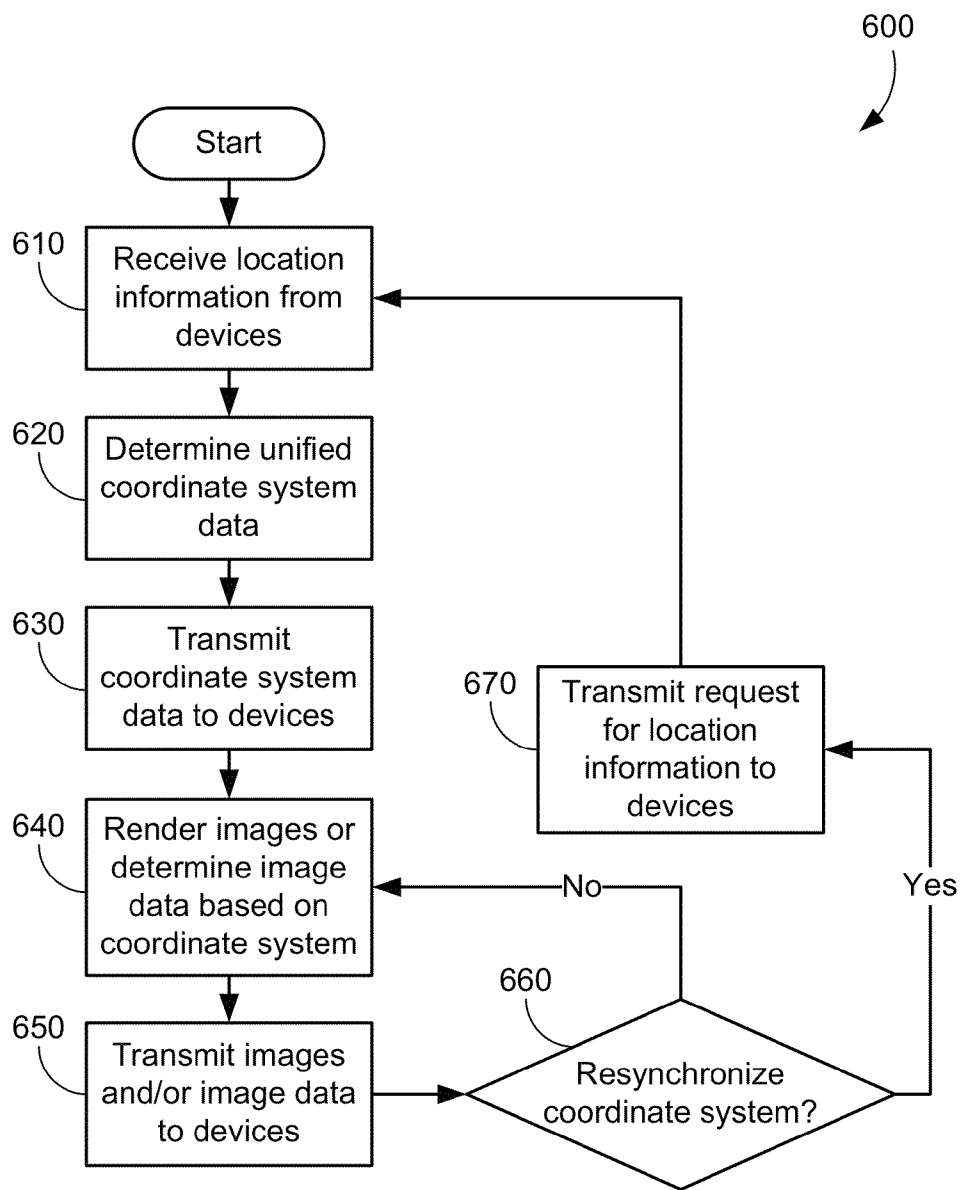 600
Start
610
Receive location
information from
devices
620
Determine unified
coordinate system
data
630
Transmit
coordinate system
data to devices
670
Transmit request
for location
information to
devices
640
Render images or
determine image
data based on
coordinate system
No
Yes
650
Transmit images
and/or image data
to devices
660
Resynchronize
coordinate system?